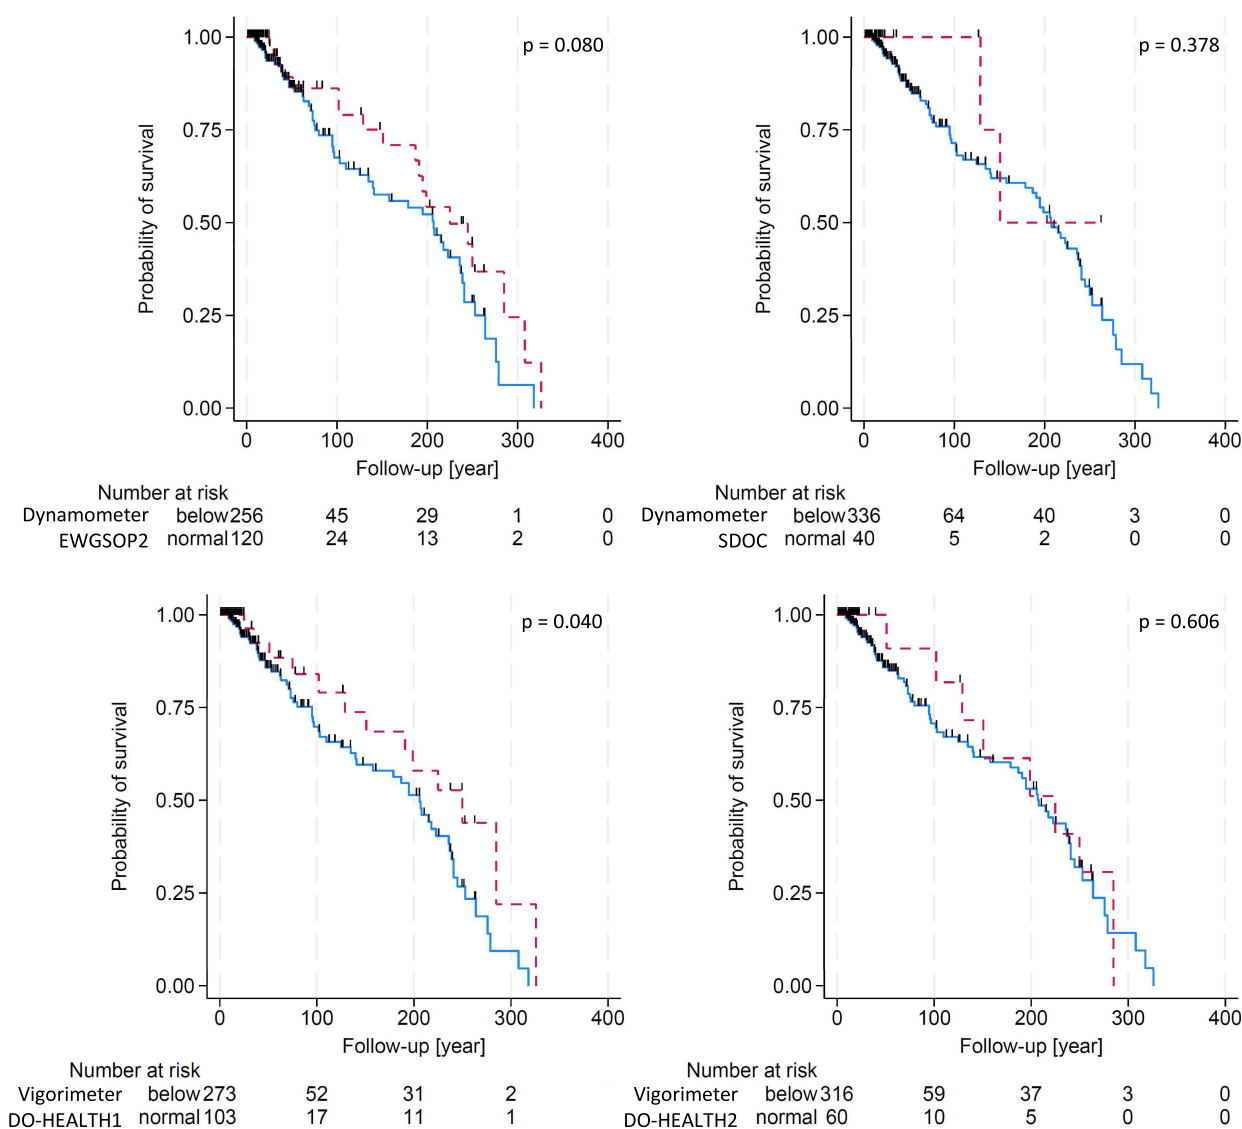 p = 0.080
1.00
0.75
0.50
0.25
0.00
Probability of survival
0 100 200 300 400
Follow-up [year]
Number at risk
Dynamometer below 256 45 29 1 0
EWGSOP2 normal 120 24 13 2 0
p = 0.378
1.00
0.75
0.50
0.25
0.00
Probability of survival
0 100 200 300 400
Follow-up [year]
Number at risk
Dynamometer below 336 64 40 3 0
SDOC normal 40 5 2 0 0
p = 0.040
1.00
0.75
0.50
0.25
0.00
Probability of survival
0 100 200 300 400
Follow-up [year]
Number at risk
Vigorimeter below 273 52 31 2
DO-HEALTH1 normal 103 17 11 1
p = 0.606
1.00
0.75
0.50
0.25
0.00
Probability of survival
0 100 200 300 400
Follow-up [year]
Number at risk
Vigorimeter below 316 59 37 3 0
DO-HEALTH2 normal 60 10 5 0 0